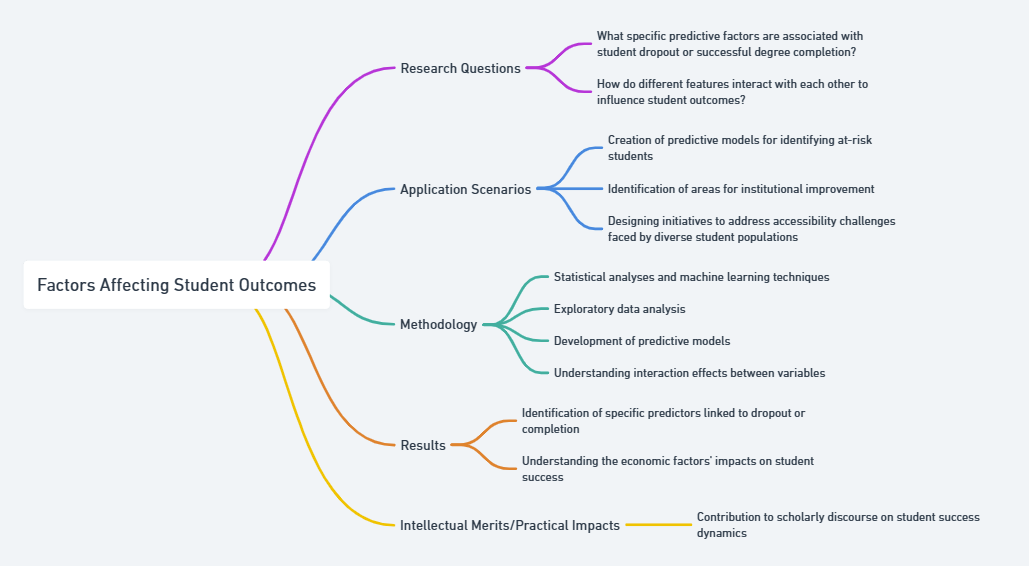 What specific predictive factors are associated with
student dropout or successful degree completion?
Research Questions
How do different features interact with each other to
influence student outcomes?
Creation of predictive models for identifying at-risk
students
Application Scenarios
Identification of areas for institutional improvement
Designing initiatives to address accessibility challenges
faced by diverse student populations
Factors Affecting Student Outcomes
Statistical analyses and machine learning techniques
Exploratory data analysis
Methodology
Development of predictive models
Understanding interaction effects between variables
Identification of specific predictors linked to dropout or
completion
Results
Understanding the economic factors' impacts on student
success
Intellectual Merits/Practical Impacts
Contribution to scholarly discourse on student success
dynamics